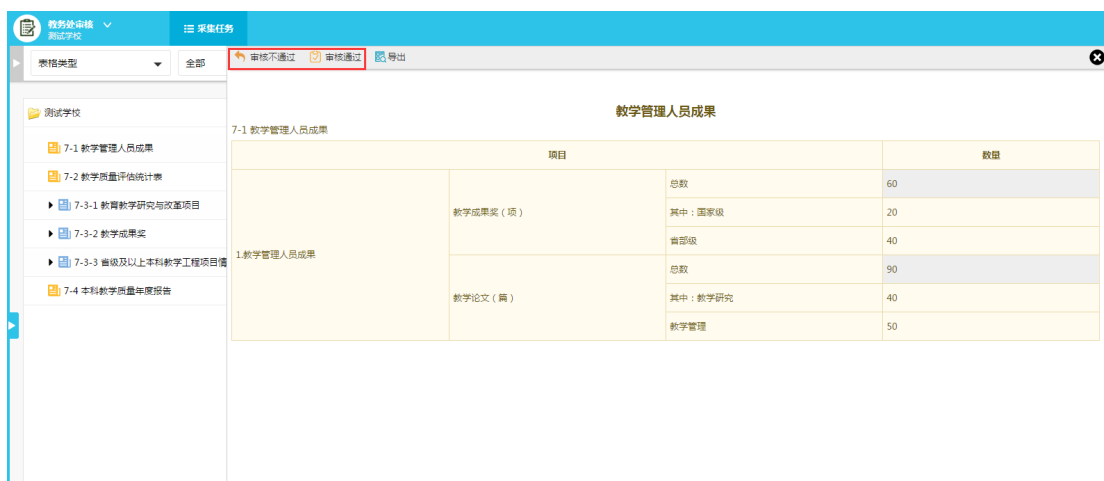 教务处审核
测试学校
采集任务
表格类型
全部
审核不通过 审核通过 导出
测试学校
7-1 教学管理人员成果
7-2 教学质量评估统计表
7-3-1 教育教学研究与改革项目
7-3-2 教学成果奖
7-3-3 省级及以上本科教学工程项目情
7-4 本科教学质量年度报告
教学管理人员成果
7-1 教学管理人员成果
项目 数量
1.教学管理人员成果
教学成果奖（项）
总数 60
其中：国家级 20
省部级 40
教学论文（篇）
总数 90
其中：教学研究 40
教学管理 50